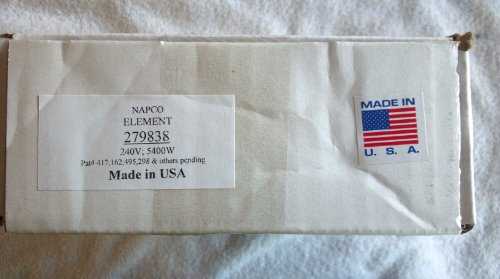 NAPCO
ELEMENT
279838
240V; 5400W
Pat# 417,162,495,298 & others pending
Made in USA
MADE IN
U. S. A.